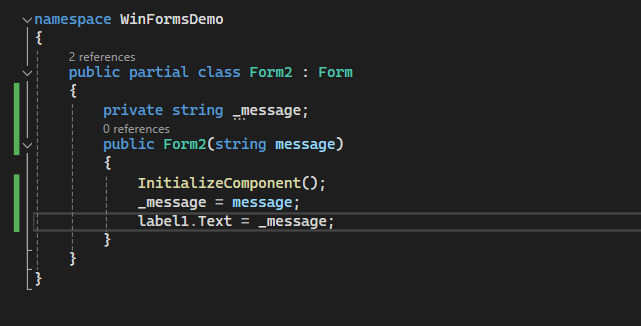 namespace WinFormsDemo
{
2 references
public partial class Form2 : Form
{
private string _message;
0 references
public Form2(string message)
{
InitializeComponent();
_message = message;
label1.Text = _message;
}
}
}